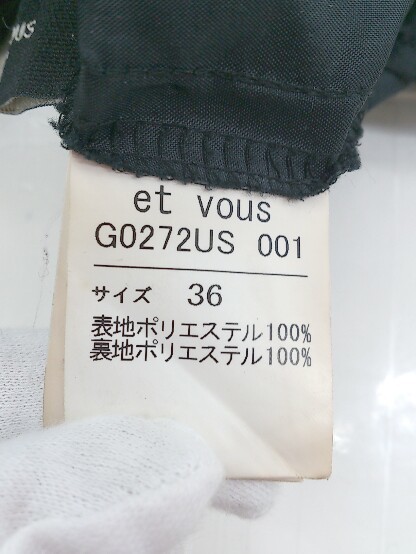 et vous
G0272US 001
サイズ 36
表地ポリエステル100%
裏地ポリエステル100%